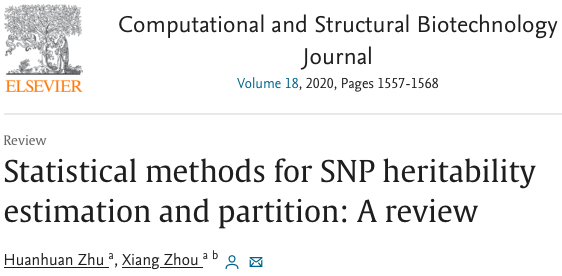 ELSEVIER
Computational and Structural Biotechnology
Journal
Volume 18, 2020, Pages 1557-1568
Review
Statistical methods for SNP heritability
estimation and partition: A review
Huanhuan Zhu a, Xiang Zhou a b